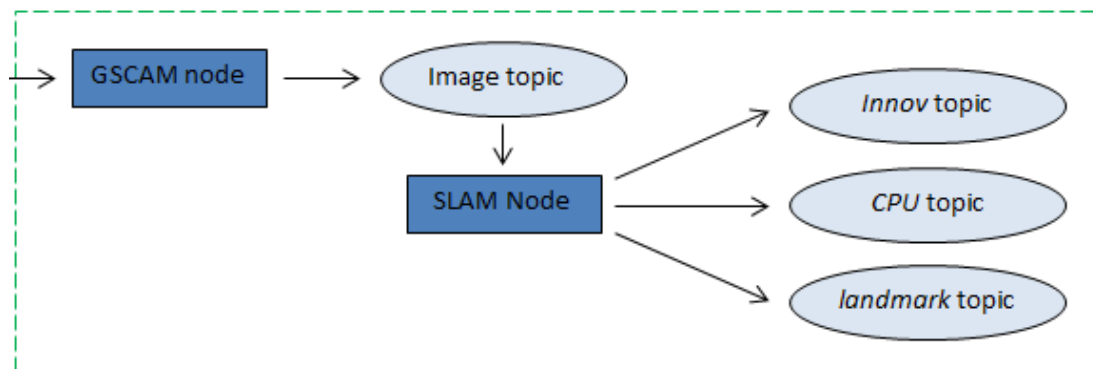 GSCAM node
Image topic
Innov topic
SLAM Node
CPU topic
landmark topic